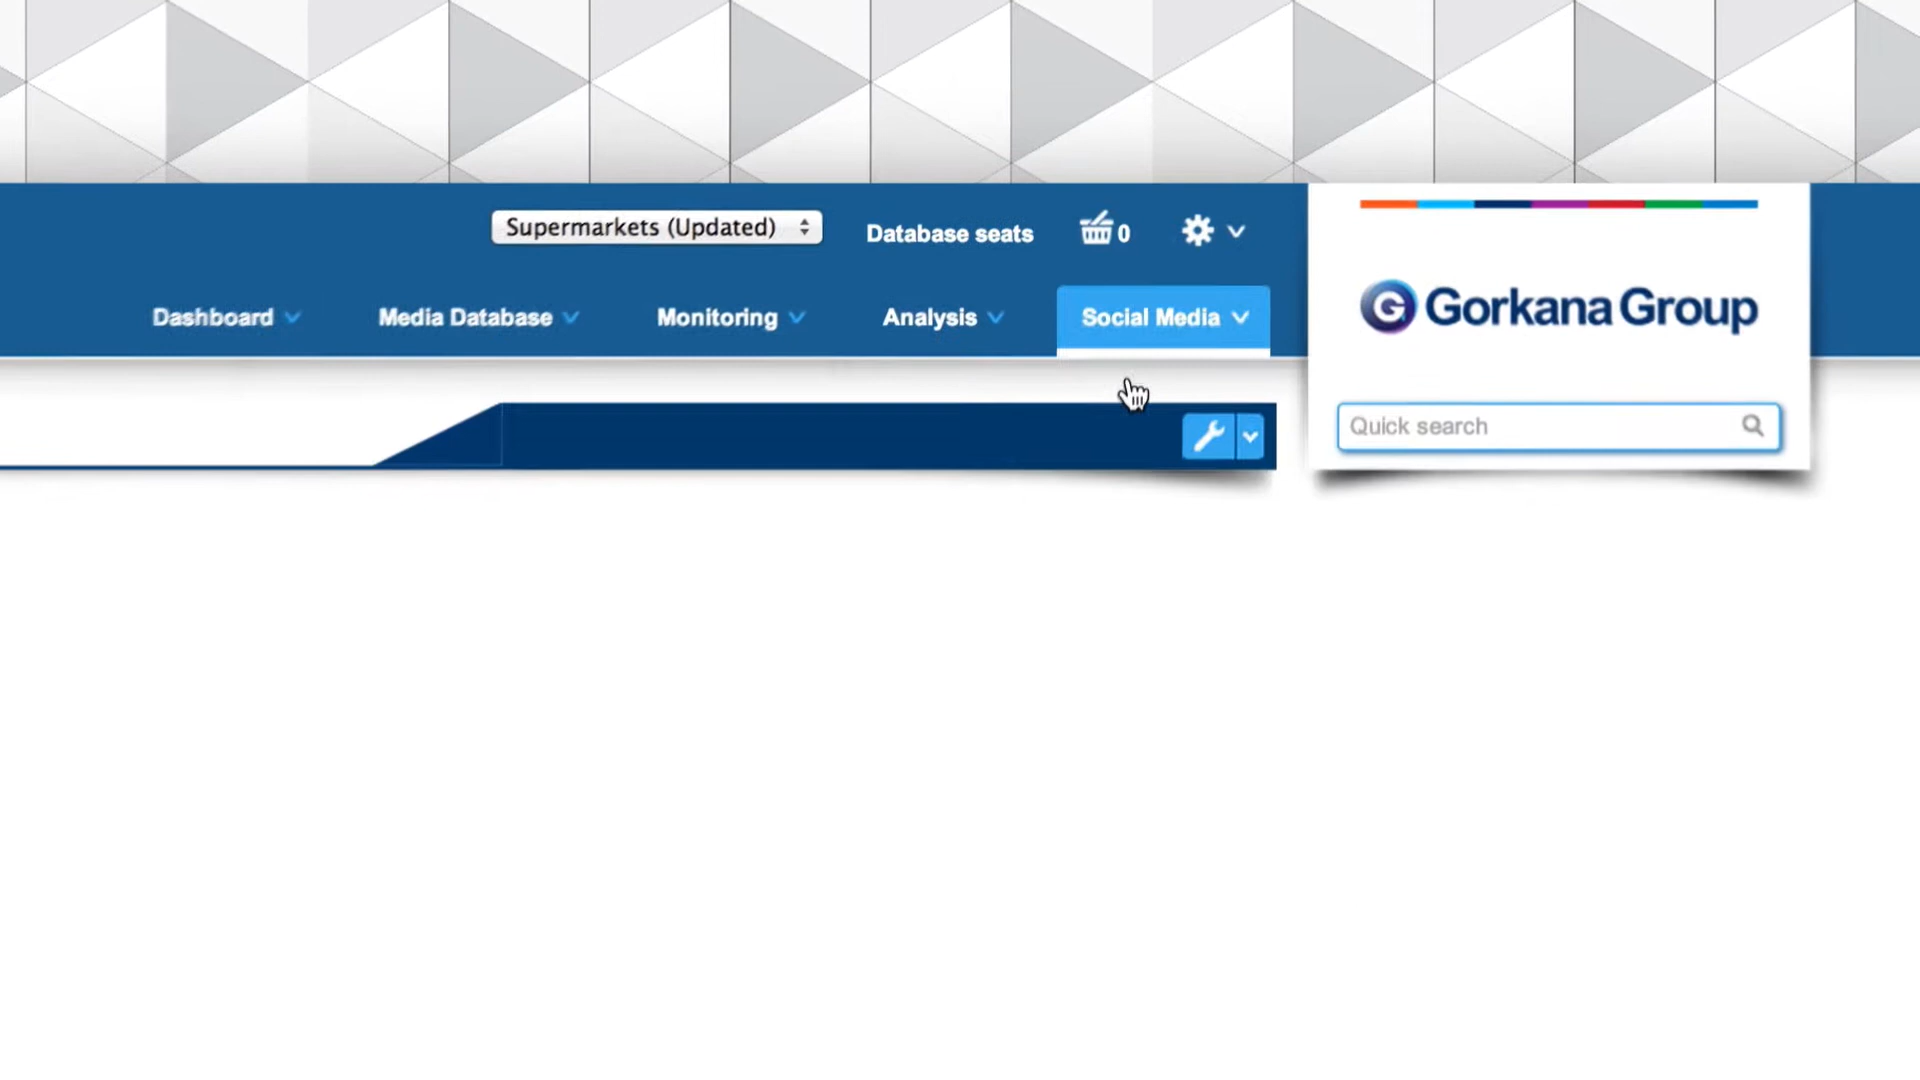 Supermarkets (Updated)
Database seats
0
Dashboard
Media Database
Monitoring
Analysis
Social Media
G Gorkana Group
Quick search